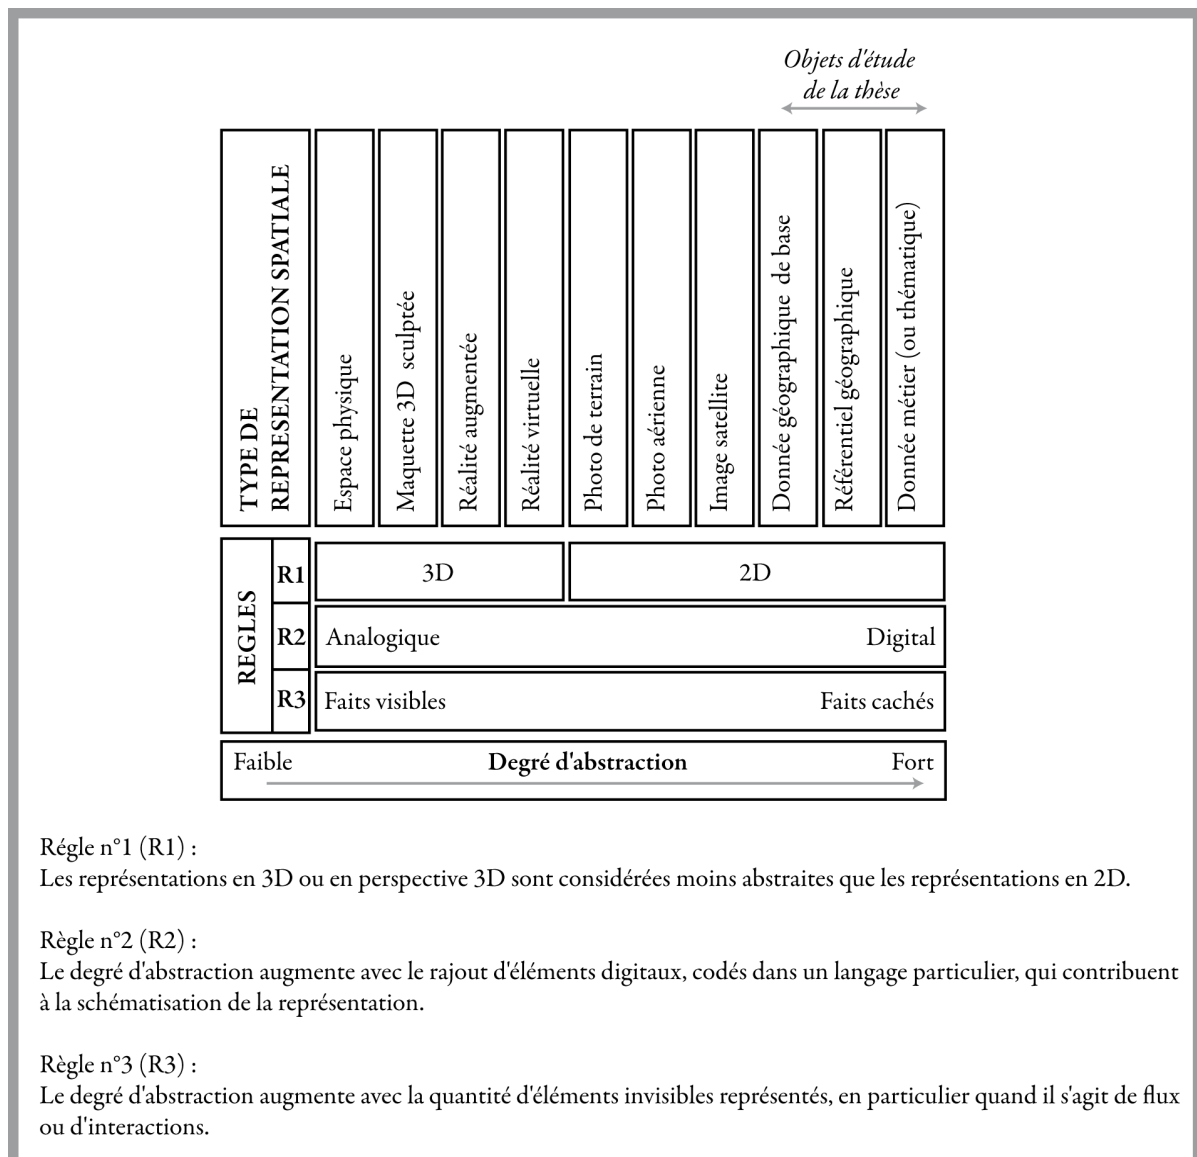 Objets d'étude
de la thèse
TYPE DE
REPRESENTATION SPATIALE
Espace physique
Maquette 3D sculptée
Réalité augmentée
Réalité virtuelle
Photo de terrain
Photo aérienne
Image satellite
Donnée géographique de base
Référentiel géographique
Donnée métier (ou thématique)
REGLES
R1
3D
2D
R2
Analogique
Digital
R3
Faits visibles
Faits cachés
Faible
Degré d'abstraction
Fort
Régle n°1 (R1) :
Les représentations en 3D ou en perspective 3D sont considérées moins abstraites que les représentations en 2D.
Règle n°2 (R2) :
Le degré d'abstraction augmente avec le rajout d'éléments digitaux, codés dans un langage particulier, qui contribuent
à la schématisation de la représentation.
Règle n°3 (R3) :
Le degré d'abstraction augmente avec la quantité d'éléments invisibles représentés, en particulier quand il s'agit de flux
ou d'interactions.